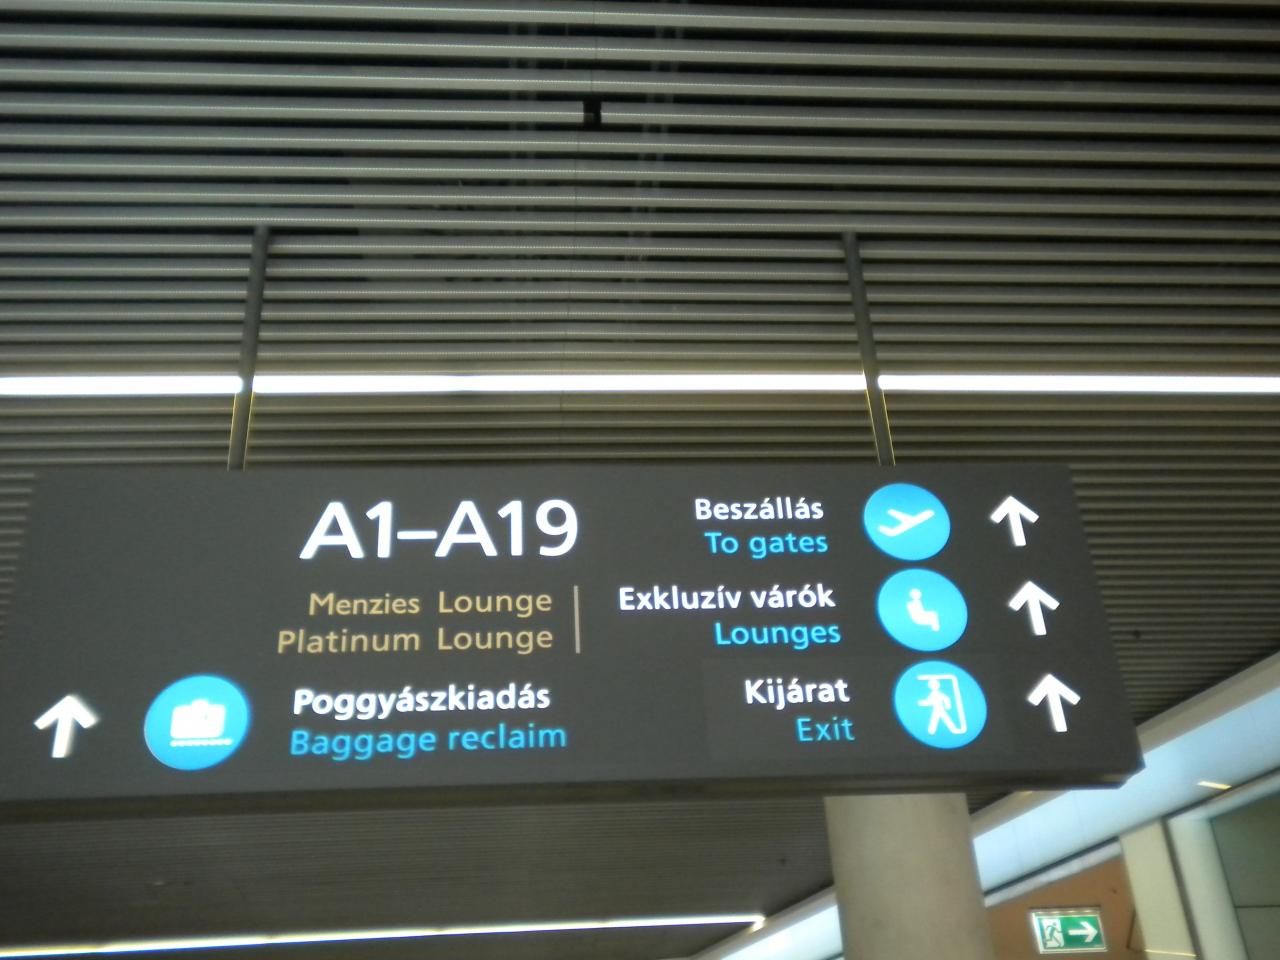 A1–A19
Beszállás
To gates
Menzies Lounge
Platinum Lounge
Exkluzív várók
Lounges
Poggyászkiadás
Baggage reclaim
Kijárat
Exit